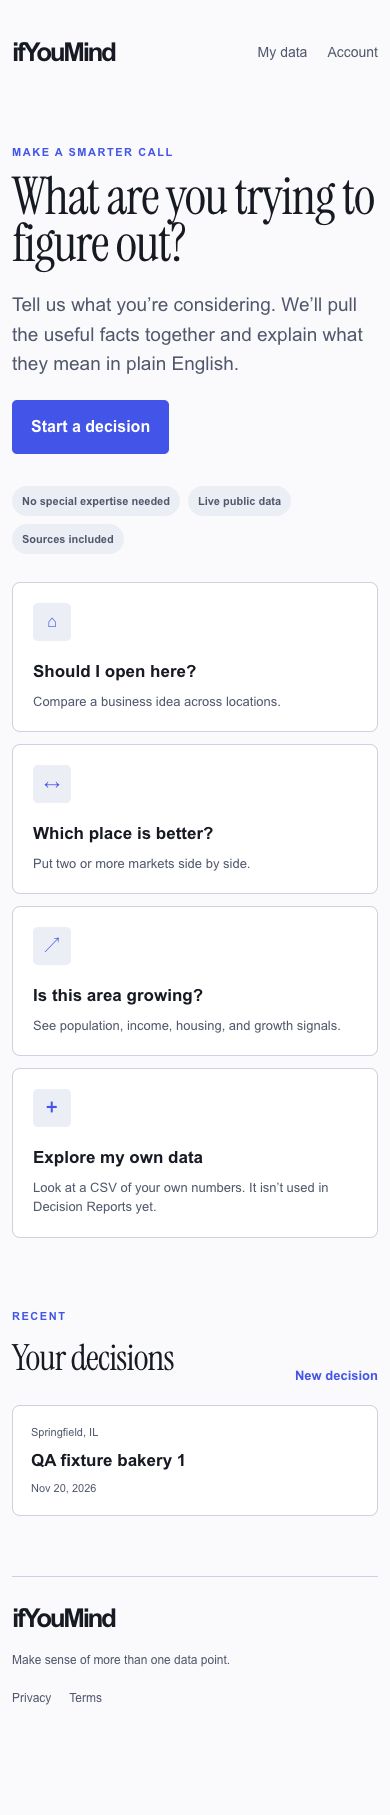 ifYouMind
My data Account
MAKE A SMARTER CALL
What are you trying to
figure out?
Tell us what you’re considering. We’ll pull
the useful facts together and explain what
they mean in plain English.
Start a decision
No special expertise needed Live public data
Sources included
Should I open here?
Compare a business idea across locations.
Which place is better?
Put two or more markets side by side.
Is this area growing?
See population, income, housing, and growth signals.
Explore my own data
Look at a CSV of your own numbers. It isn’t used in
Decision Reports yet.
RECENT
Your decisions
New decision
Springfield, IL
QA fixture bakery 1
Nov 20, 2026
ifYouMind
Make sense of more than one data point.
Privacy Terms